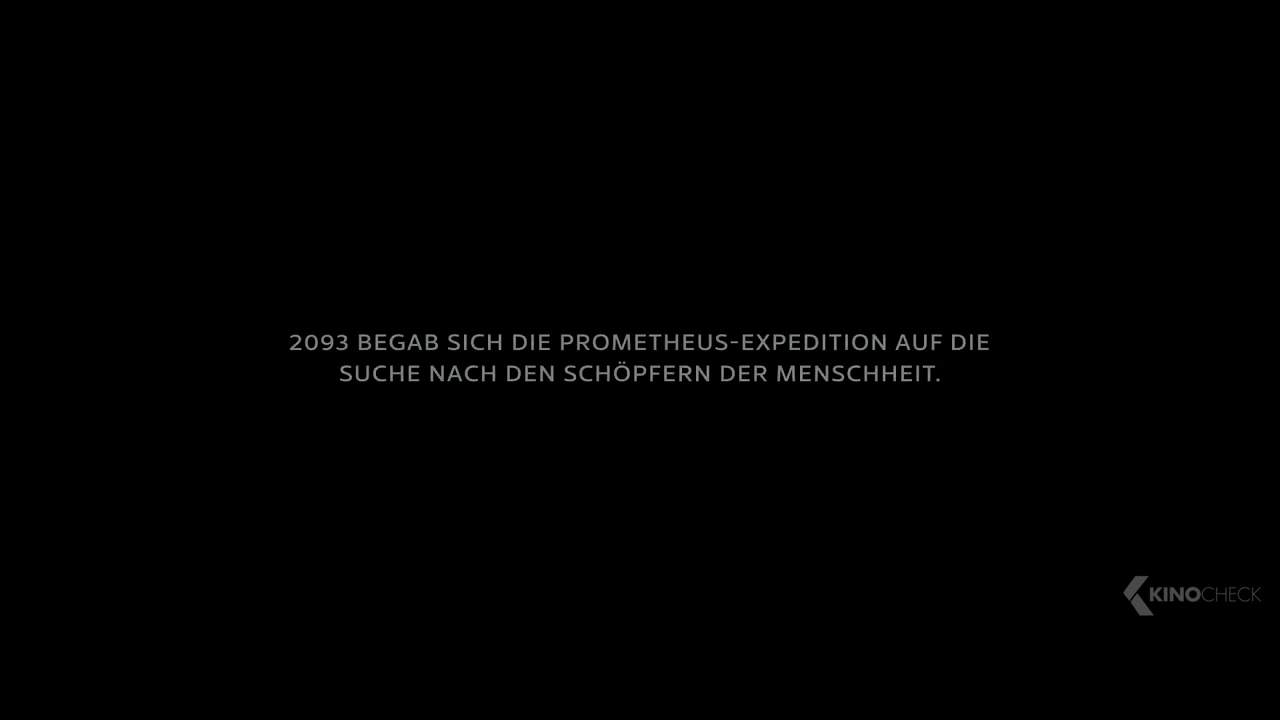 2093 BEGAB SICH DIE PROMETHEUS-EXPEDITION AUF DIE
SUCHE NACH DEN SCHÖPFERN DER MENSCHHEIT.
KINOCHECK